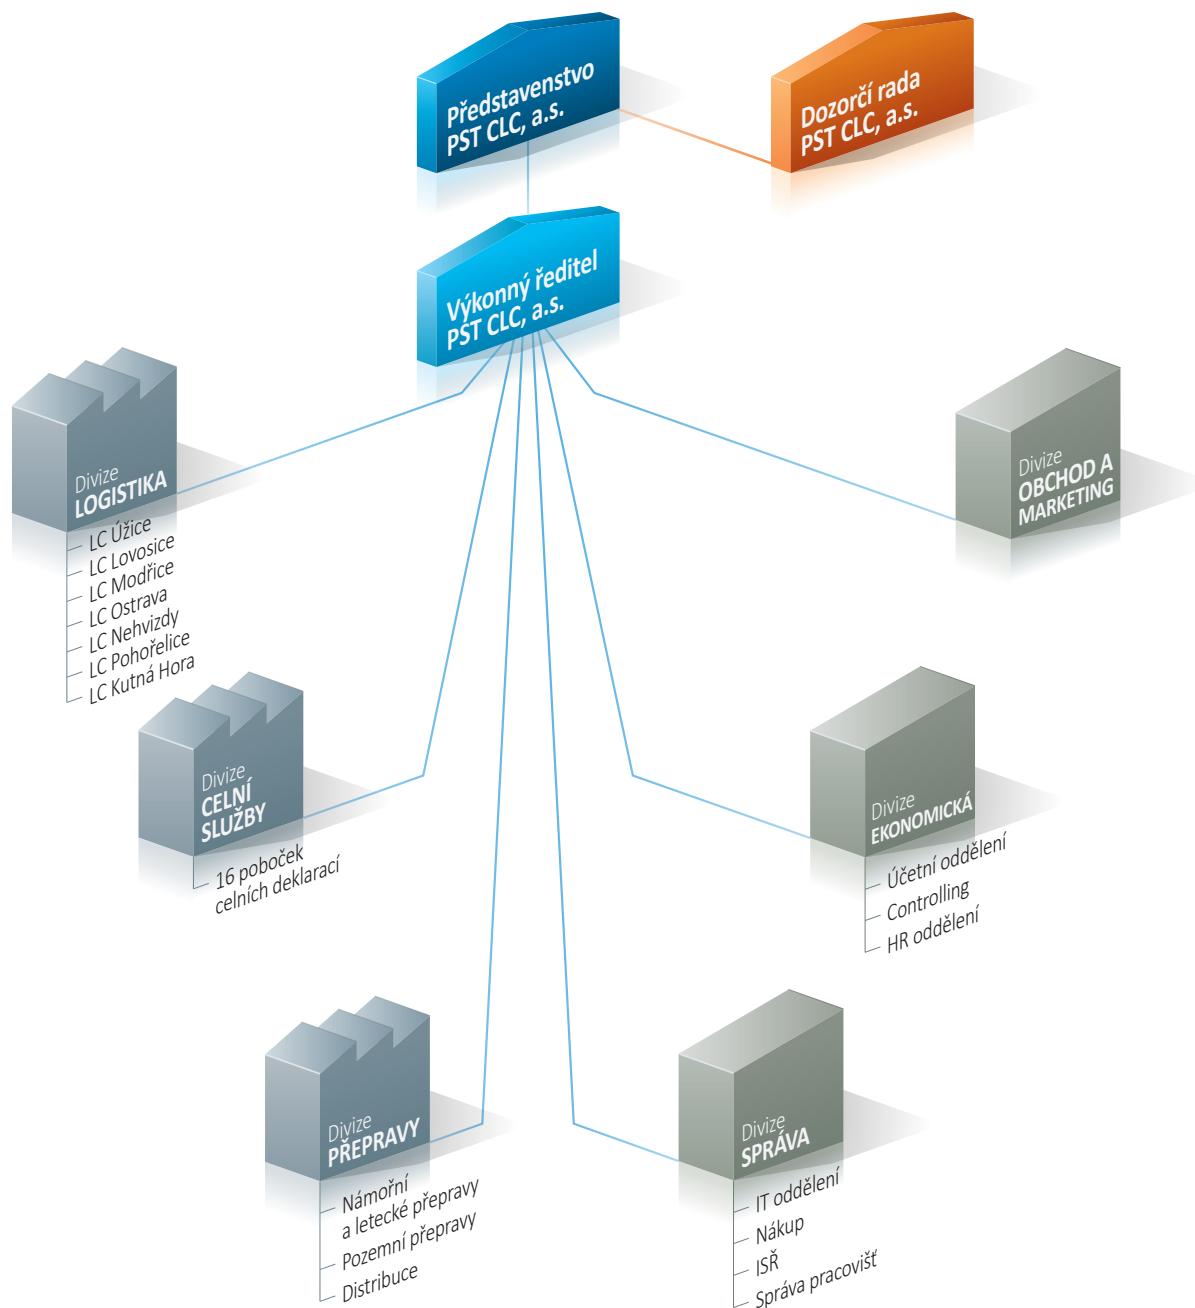 Představenstvo
PST CLC, a.s.
Dozorčí rada
PST CLC, a.s.
Výkonný ředitel
PST CLC, a.s.
Divize
LOGISTIKA
LC Úžice
LC Lovosice
LC Modřice
LC Ostrava
LC Nehvizdy
LC Pohořelice
LC Kutná Hora
Divize
OBCHOD A
MARKETING
Divize
CELNÍ
SLUŽBY
16 poboček
celních deklarací
Divize
EKONOMICKÁ
Účetní oddělení
Controlling
HR oddělení
Divize
PŘEPRAVY
Námořní
a letecké přepravy
Pozemní přepravy
Distribuce
Divize
SPRÁVA
IT oddělení
Nákup
ISŘ
Správa pracovišť